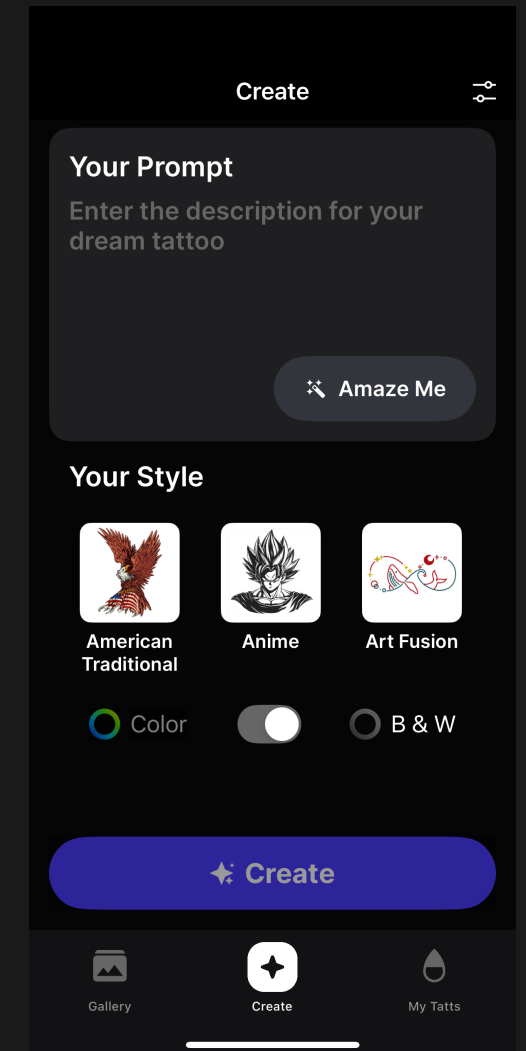 Create
Your Prompt
Enter the description for your
dream tattoo
Amaze Me
Your Style
American
Traditional
Anime
Art Fusion
Color
B & W
Create
Gallery
Create
My Tatts